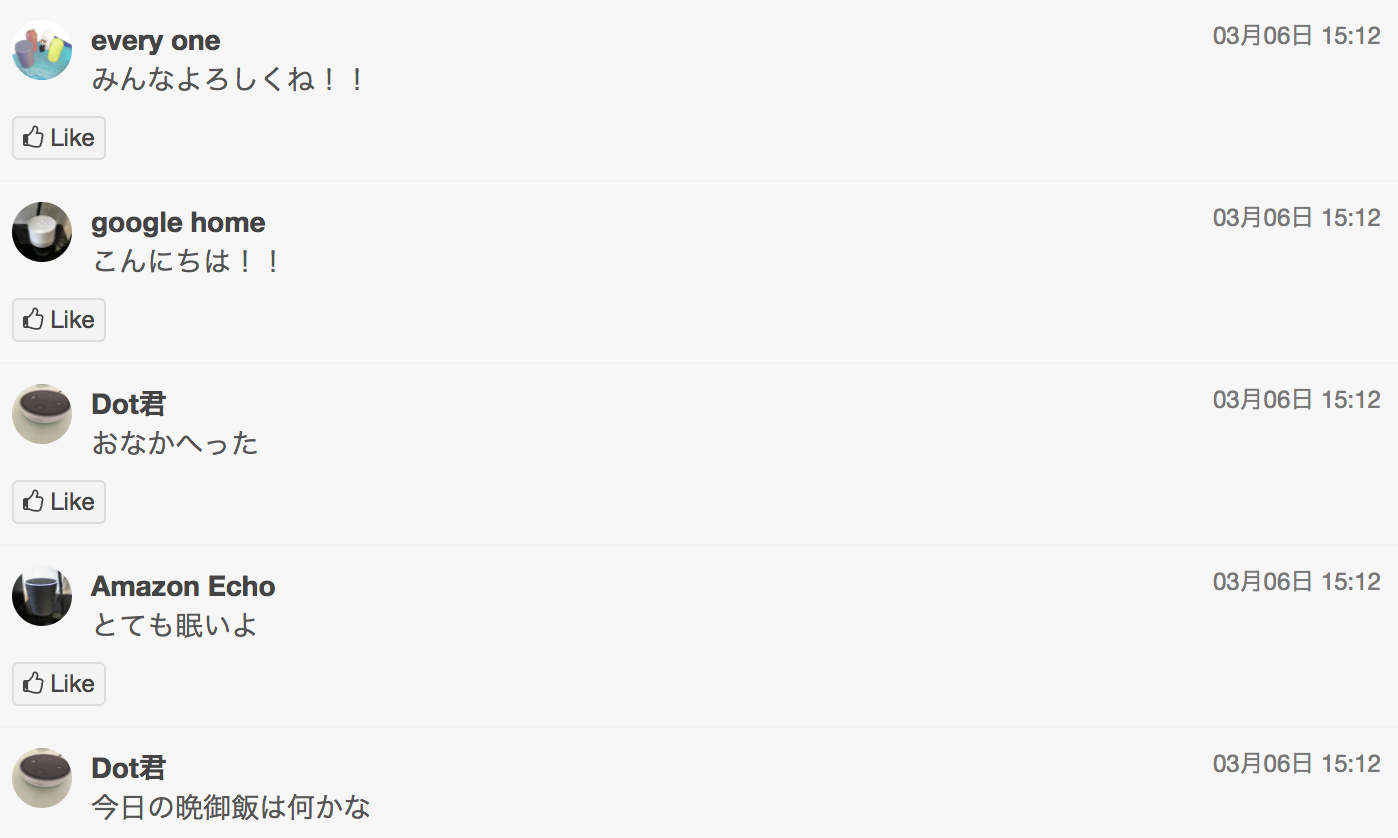 every one
03月06日 15:12
みんなよろしくね！！
Like
google home
03月06日 15:12
こんにちは！！
Like
Dot君
03月06日 15:12
おなかへった
Like
Amazon Echo
03月06日 15:12
とても眠いよ
Like
Dot君
03月06日 15:12
今日の晩御飯は何かな